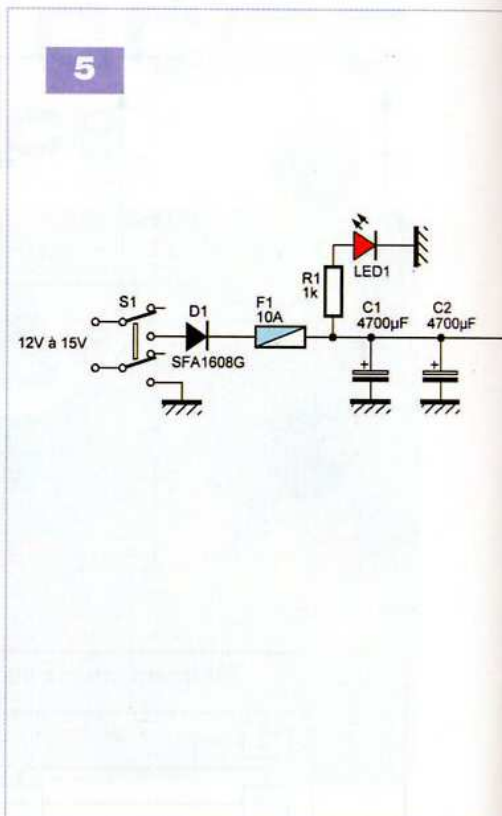 5
LED1
R1
1k
S1
D1
F1
10A
C1
4700µF
C2
4700µF
12V à 15V
SFA1608G
+
+